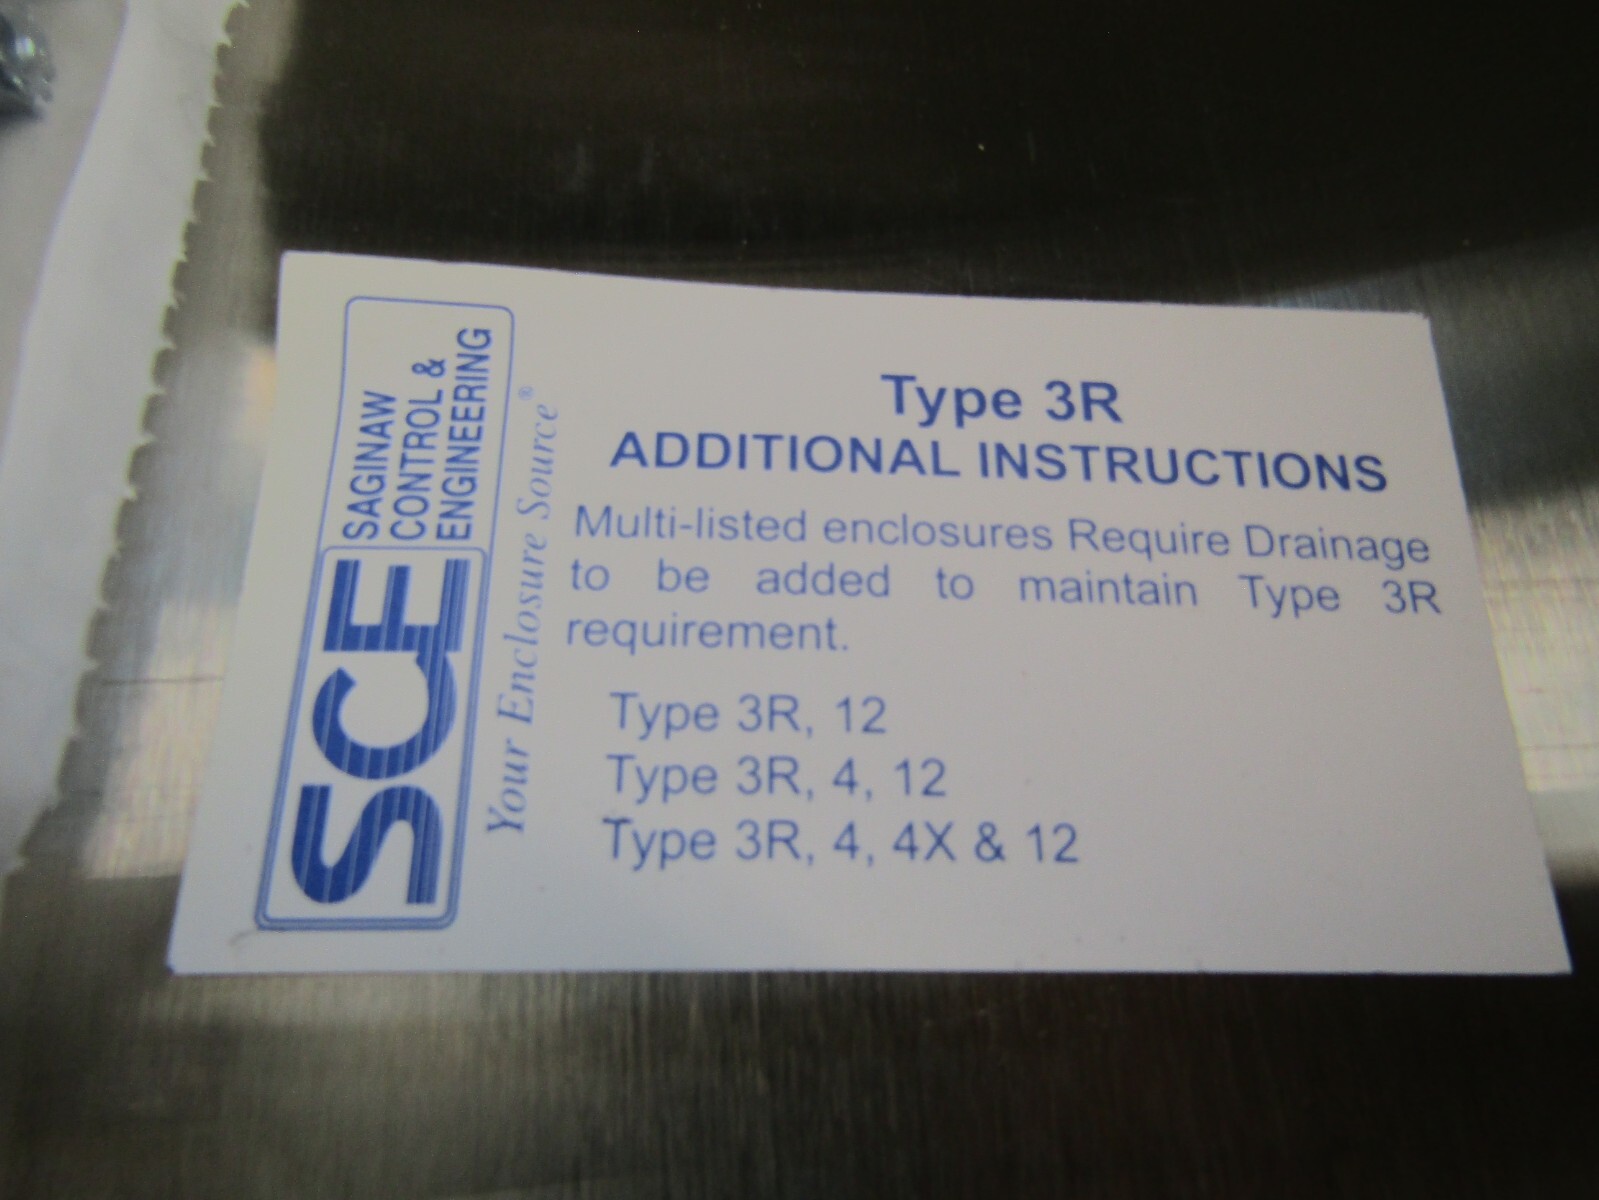 SCE
SAGINAW
CONTROL &
ENGINEERING
Your Enclosure Source®
Type 3R
ADDITIONAL INSTRUCTIONS
Multi-listed enclosures Require Drainage
to be added to maintain Type 3R
requirement.
Type 3R, 12
Type 3R, 4, 12
Type 3R, 4, 4X & 12